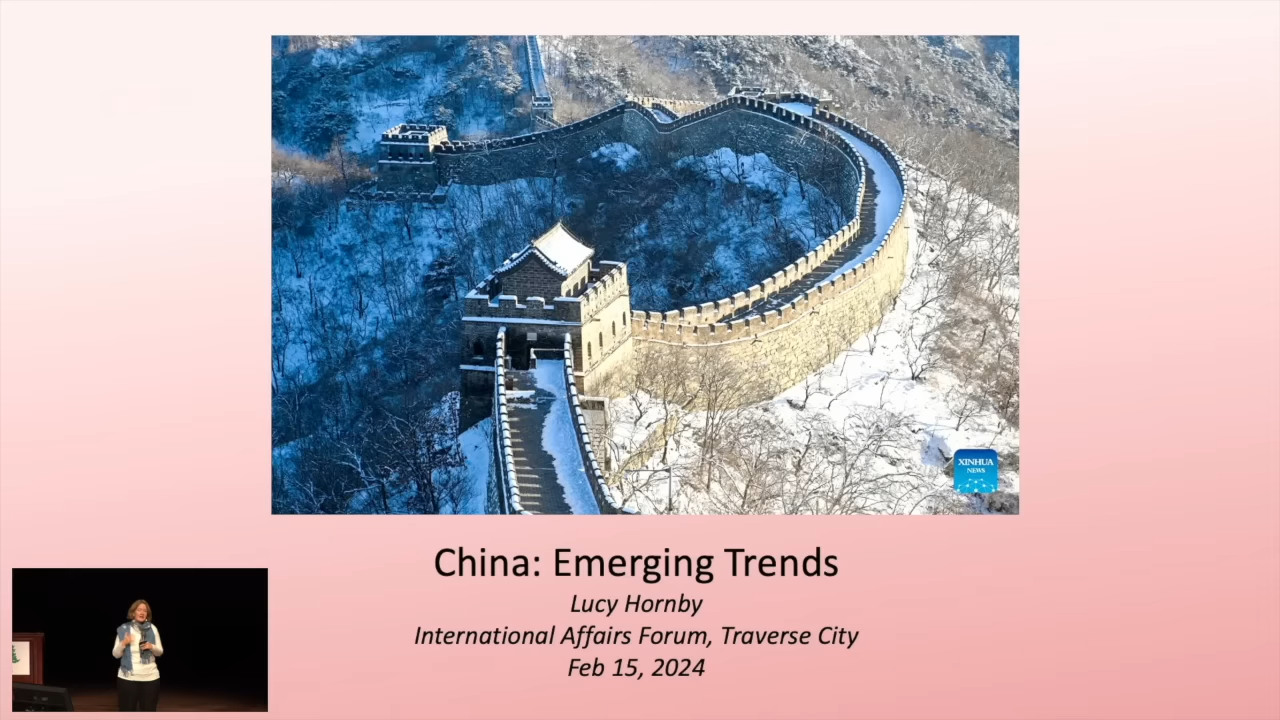 XINHUA
NEWS
China: Emerging Trends
Lucy Hornby
International Affairs Forum, Traverse City
Feb 15, 2024